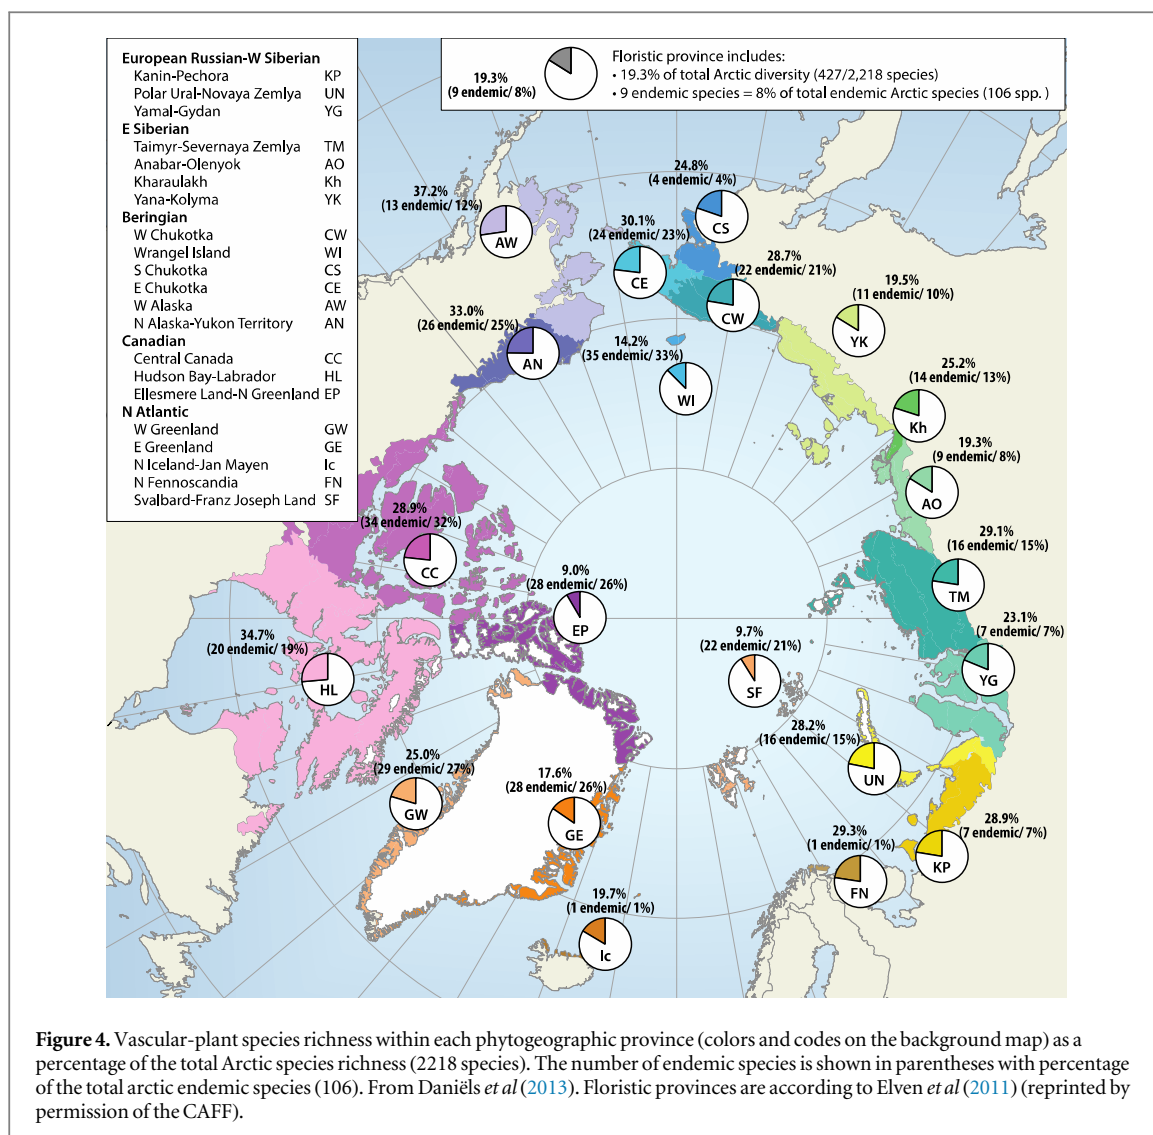 European Russian-W Siberian
Kanin-Pechora KP
Polar Ural-Novaya Zemlya UN
Yamal-Gydan YG
E Siberian
Taimyr-Severnaya Zemlya TM
Anabar-Olenyok AO
Kharaulakh Kh
Yana-Kolyma YK
Beringian
W Chukotka CW
Wrangel Island WI
S Chukotka CS
E Chukotka CE
W Alaska AW
N Alaska-Yukon Territory AN
Canadian
Central Canada CC
Hudson Bay-Labrador HL
Ellesmere Land-N Greenland EP
N Atlantic
W Greenland GW
E Greenland GE
N Iceland-Jan Mayen Ic
N Fennoscandia FN
Svalbard-Franz Joseph Land SF
19.3%
(9 endemic/ 8%)
Floristic province includes:
• 19.3% of total Arctic diversity (427/2,218 species)
• 9 endemic species = 8% of total endemic Arctic species (106 spp. )
37.2%
(13 endemic/ 12%)
AW
24.8%
(4 endemic/ 4%)
CS
30.1%
(24 endemic/ 23%)
CE
28.7%
(22 endemic/ 21%)
CW
19.5%
(11 endemic/ 10%)
YK
33.0%
(26 endemic/ 25%)
AN
14.2%
(35 endemic/ 33%)
WI
25.2%
(14 endemic/ 13%)
Kh
19.3%
(9 endemic/ 8%)
AO
28.9%
(34 endemic/ 32%)
CC
29.1%
(16 endemic/ 15%)
TM
9.0%
(28 endemic/ 26%)
EP
23.1%
(7 endemic/ 7%)
YG
34.7%
(20 endemic/ 19%)
HL
9.7%
(22 endemic/ 21%)
SF
28.2%
(16 endemic/ 15%)
UN
25.0%
(29 endemic/ 27%)
GW
17.6%
(28 endemic/ 26%)
GE
28.9%
(7 endemic/ 7%)
KP
29.3%
(1 endemic/ 1%)
FN
19.7%
(1 endemic/ 1%)
Ic
Figure 4. Vascular-plant species richness within each phytogeographic province (colors and codes on the background map) as a
percentage of the total Arctic species richness (2218 species). The number of endemic species is shown in parentheses with percentage
of the total arctic endemic species (106). From Daniëls et al (2013). Floristic provinces are according to Elven et al (2011) (reprinted by
permission of the CAFF).